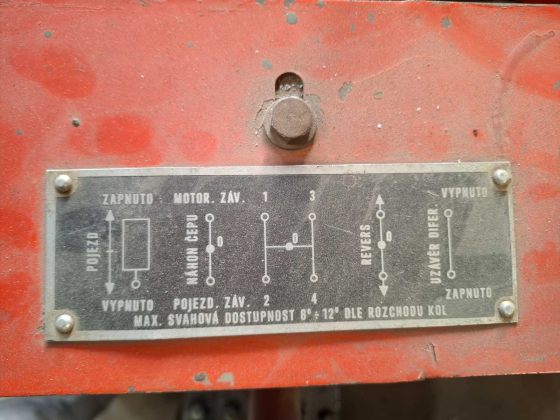 ZAPNUTO MOTOR. ZÁV. 1 3 VYPNUTO
POJEZD
NÁHON ČEPU
0
0
REVERS
0
UZÁVĚR DIFER.
VYPNUTO POJEZD. ZÁV. 2 4 ZAPNUTO
MAX. SVAHOVÁ DOSTUPNOST 8° ÷ 12° DLE ROZCHODU KOL